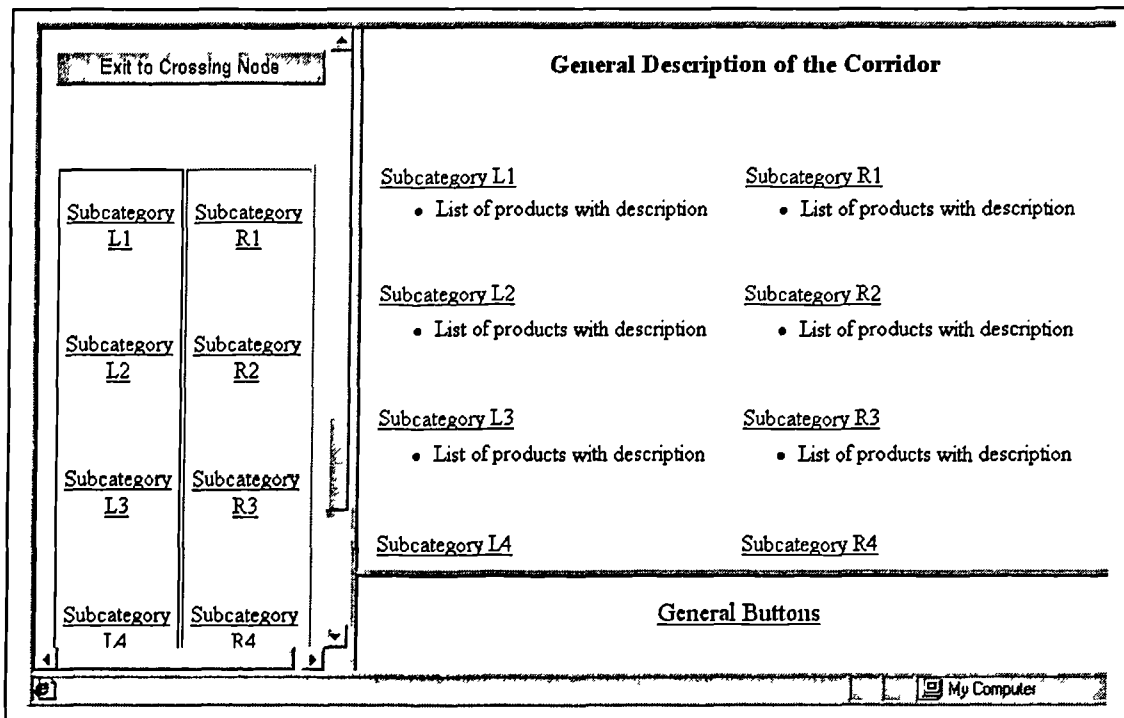 Exit to Crossing Node
Subcategory
L1
Subcategory
R1
Subcategory
L2
Subcategory
R2
Subcategory
L3
Subcategory
R3
Subcategory
L4
Subcategory
R4
General Description of the Corridor
Subcategory L1
• List of products with description
Subcategory R1
• List of products with description
Subcategory L2
• List of products with description
Subcategory R2
• List of products with description
Subcategory L3
• List of products with description
Subcategory R3
• List of products with description
Subcategory L4
Subcategory R4
General Buttons
My Computer